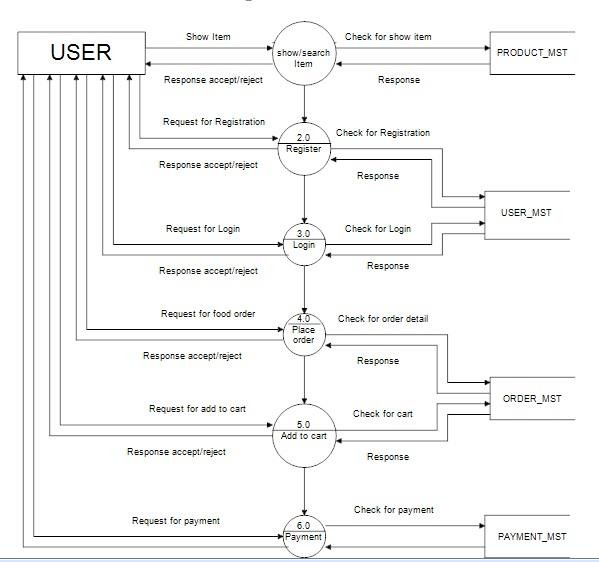 Show Item
Check for show item
USER
show/search
Item
PRODUCT_MST
Response accept/reject
Response
Request for Registration
2.0
Register
Check for Registration
Response accept/reject
Response
USER_MST
Request for Login
3.0
Login
Check for Login
Response accept/reject
Response
Request for food order
4.0
Place
order
Check for order detail
Response accept/reject
Response
ORDER_MST
Request for add to cart
5.0
Add to cart
Check for cart
Response accept/reject
Response
Request for payment
6.0
Payment
Check for payment
PAYMENT_MST